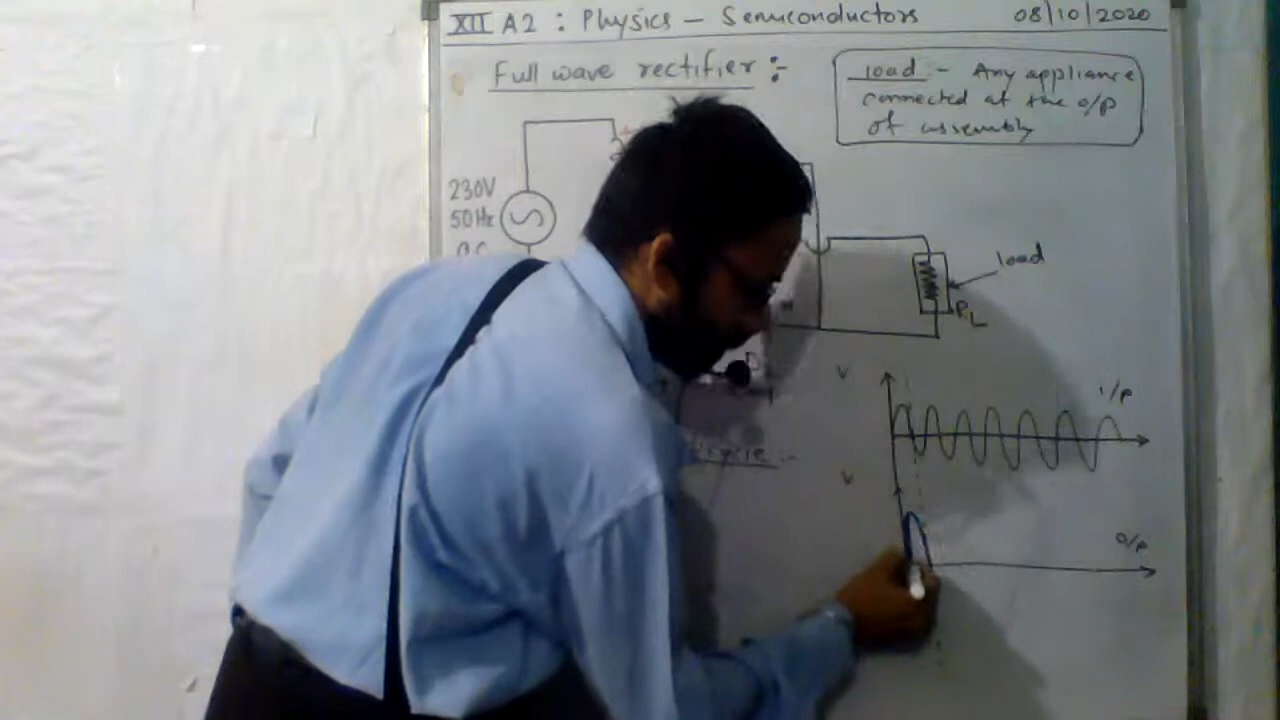 XII A2 : Physics - Semiconductors 08/10/2020
Full wave rectifier :-
load :- Any appliance
connected at the o/p
of assembly
230V
50Hz
load
RL
D
V
I/P
cycle :-
V
O/P